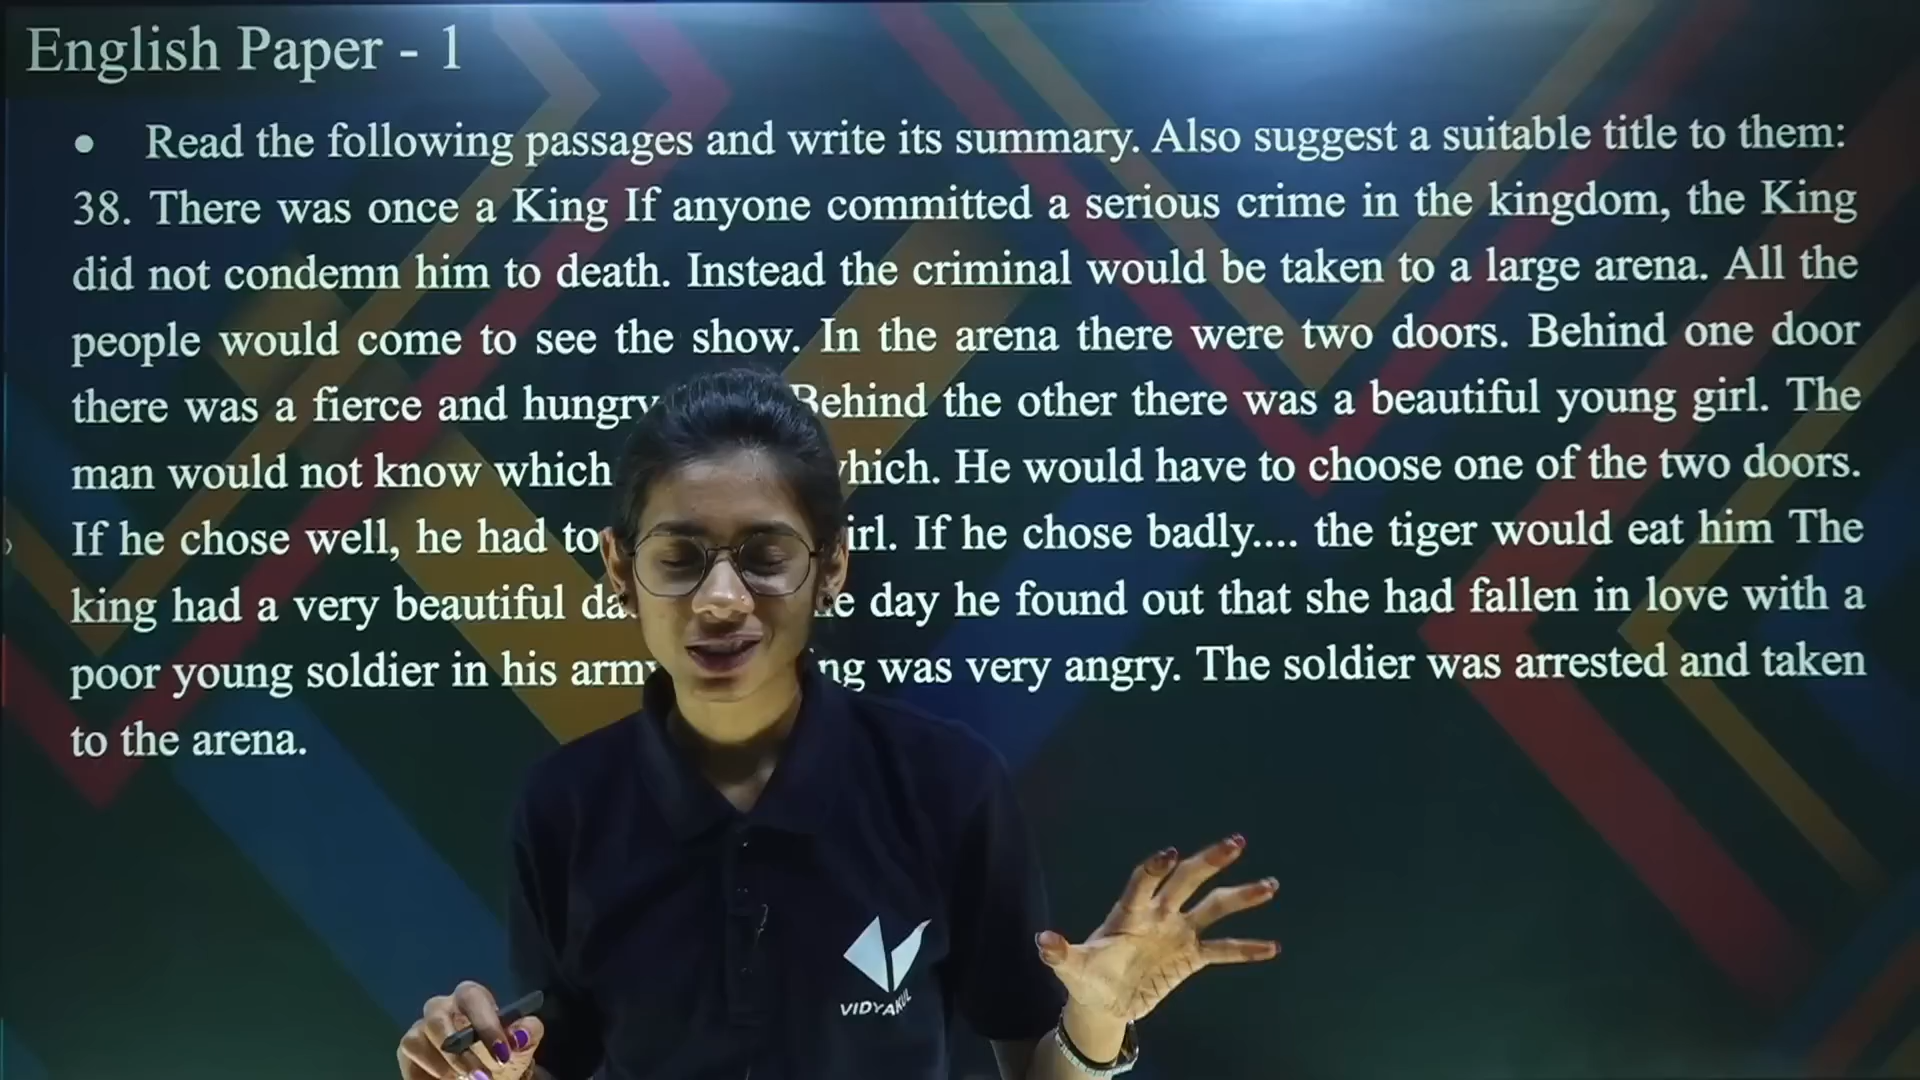 English Paper - 1
• Read the following passages and write its summary. Also suggest a suitable title to them:
38. There was once a King If anyone committed a serious crime in the kingdom, the King
did not condemn him to death. Instead the criminal would be taken to a large arena. All the
people would come to see the show. In the arena there were two doors. Behind one door
there was a fierce and hungry Behind the other there was a beautiful young girl. The
man would not know which which. He would have to choose one of the two doors.
If he chose well, he had to girl. If he chose badly.... the tiger would eat him The
king had a very beautiful day he found out that she had fallen in love with a
poor young soldier in his army was very angry. The soldier was arrested and taken
to the arena.
VIDYAKUL